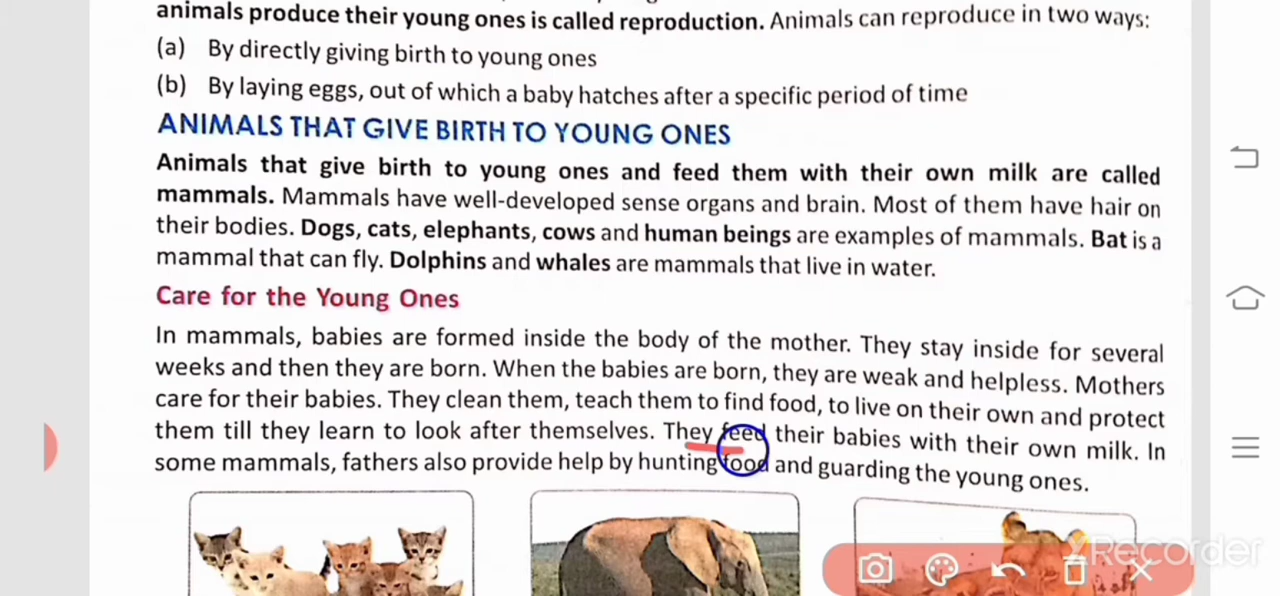 animals produce their young ones is called reproduction. Animals can reproduce in two ways:
(a) By directly giving birth to young ones
(b) By laying eggs, out of which a baby hatches after a specific period of time
ANIMALS THAT GIVE BIRTH TO YOUNG ONES
Animals that give birth to young ones and feed them with their own milk are called
mammals. Mammals have well-developed sense organs and brain. Most of them have hair on
their bodies. Dogs, cats, elephants, cows and human beings are examples of mammals. Bat is a
mammal that can fly. Dolphins and whales are mammals that live in water.
Care for the Young Ones
In mammals, babies are formed inside the body of the mother. They stay inside for several
weeks and then they are born. When the babies are born, they are weak and helpless. Mothers
care for their babies. They clean them, teach them to find food, to live on their own and protect
them till they learn to look after themselves. They feed their babies with their own milk. In
some mammals, fathers also provide help by hunting food and guarding the young ones.
Recorder